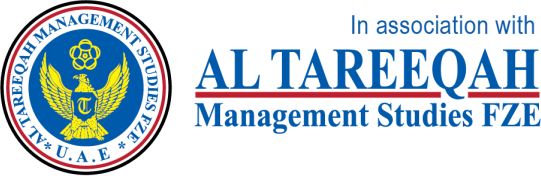 AL TAREEQAH MANAGEMENT STUDIES FZE
T
* U.A.E *
In association with
AL TAREEQAH
Management Studies FZE